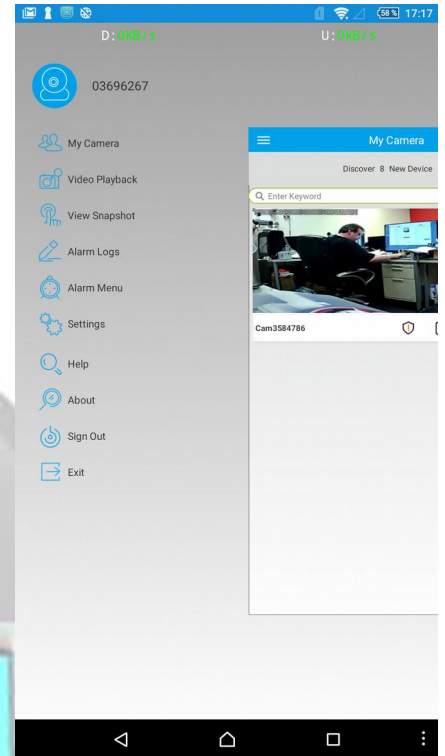 58% 17:17
D:0KB/s U:0KB/s
03696267
My Camera
Video Playback
View Snapshot
Alarm Logs
Alarm Menu
Settings
Help
About
Sign Out
Exit
My Camera
Discover 8 New Device
Enter Keyword
Cam3584786